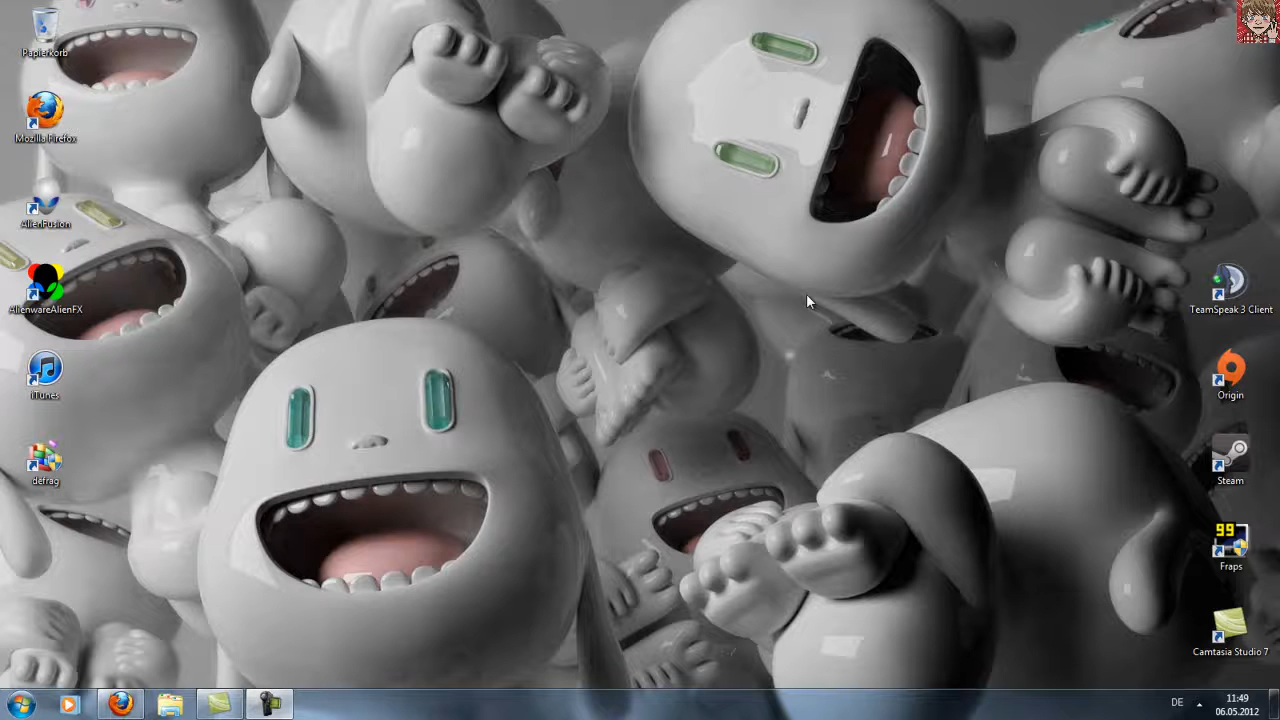 Papierkorb
Mozilla Firefox
AlienFusion
AlienwareAlienFX
iTunes
defrag
TeamSpeak 3 Client
Origin
Steam
99
Fraps
Camtasia Studio 7
DE
11:49
06.05.2012